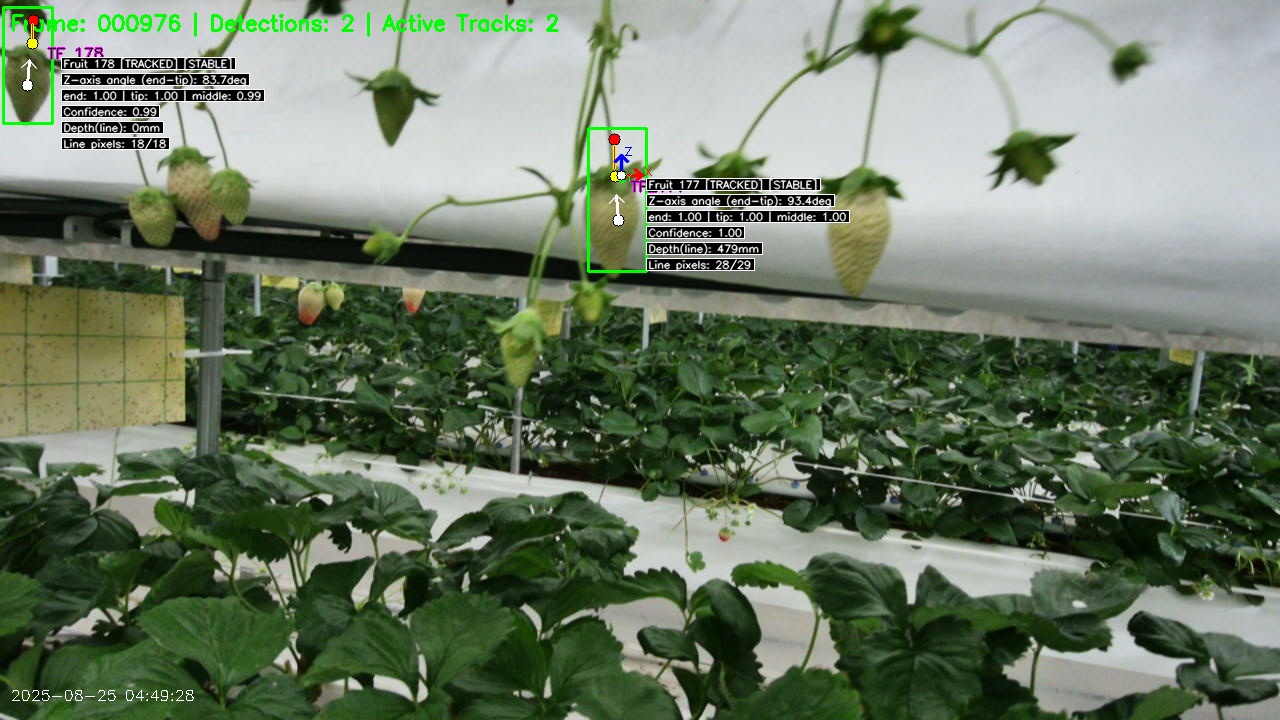 Frame: 000976 | Detections: 2 | Active Tracks: 2
TF_178
Fruit 178 [TRACKED] [STABLE]
Z-axis angle (end-tip): 83.7deg
end: 1.00 | tip: 1.00 | middle: 0.99
Confidence: 0.99
Depth(line): 0mm
Line pixels: 18/18
Z
X
Fruit 177 [TRACKED] [STABLE]
Z-axis angle (end-tip): 93.4deg
end: 1.00 | tip: 1.00 | middle: 1.00
Confidence: 1.00
Depth(line): 479mm
Line pixels: 28/29
2025-08-25 04:49:28